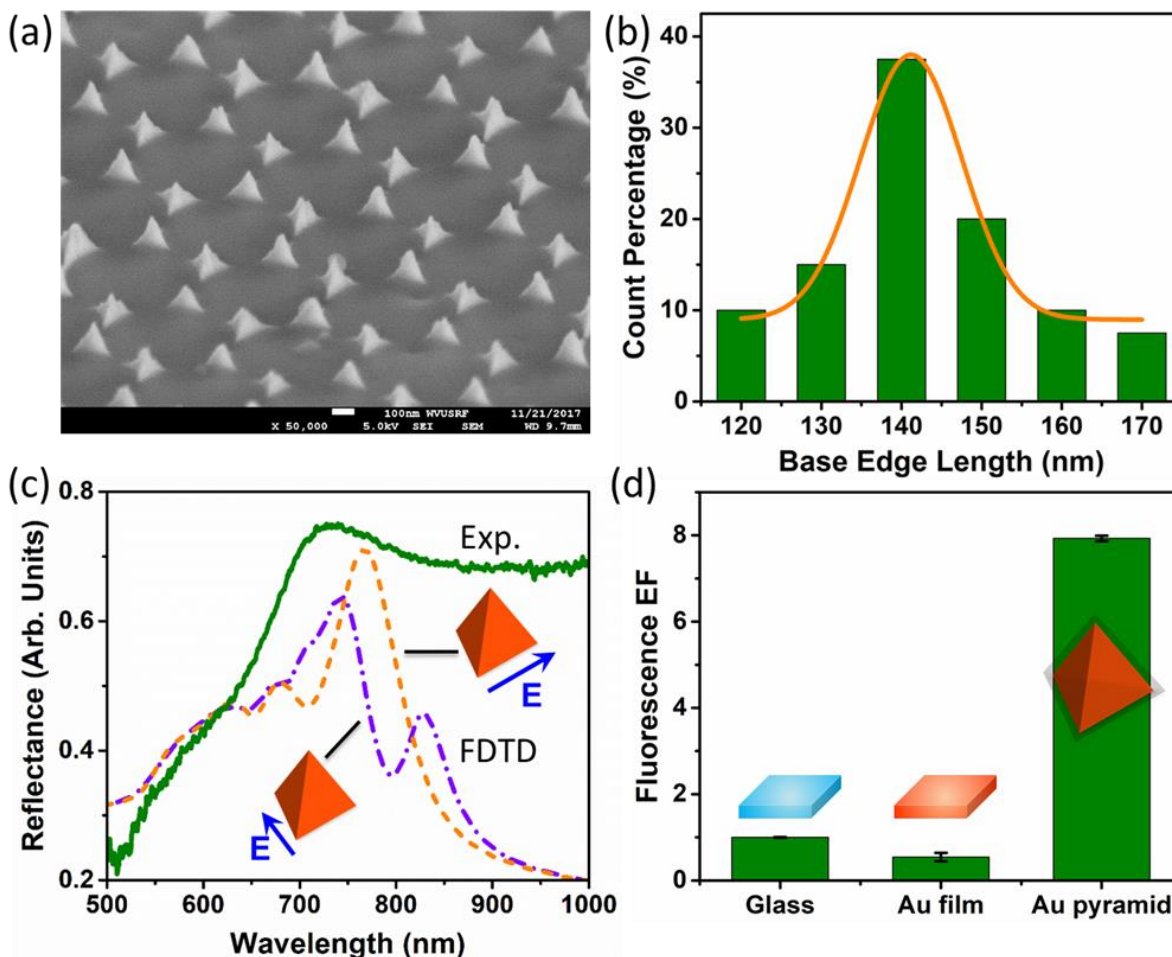 (a)
100nm WVUSRF 11/21/2017
X 50,000 5.0kV SEI SEM WD 9.7mm
(b)
Count Percentage (%)
40
30
20
10
0
120 130 140 150 160 170
Base Edge Length (nm)
(c)
Reflectance (Arb. Units)
0.8
0.6
0.4
0.2
Exp.
E
FDTD
E
500 600 700 800 900 1000
Wavelength (nm)
(d)
Fluorescence EF
8
6
4
2
0
Glass Au film Au pyramid